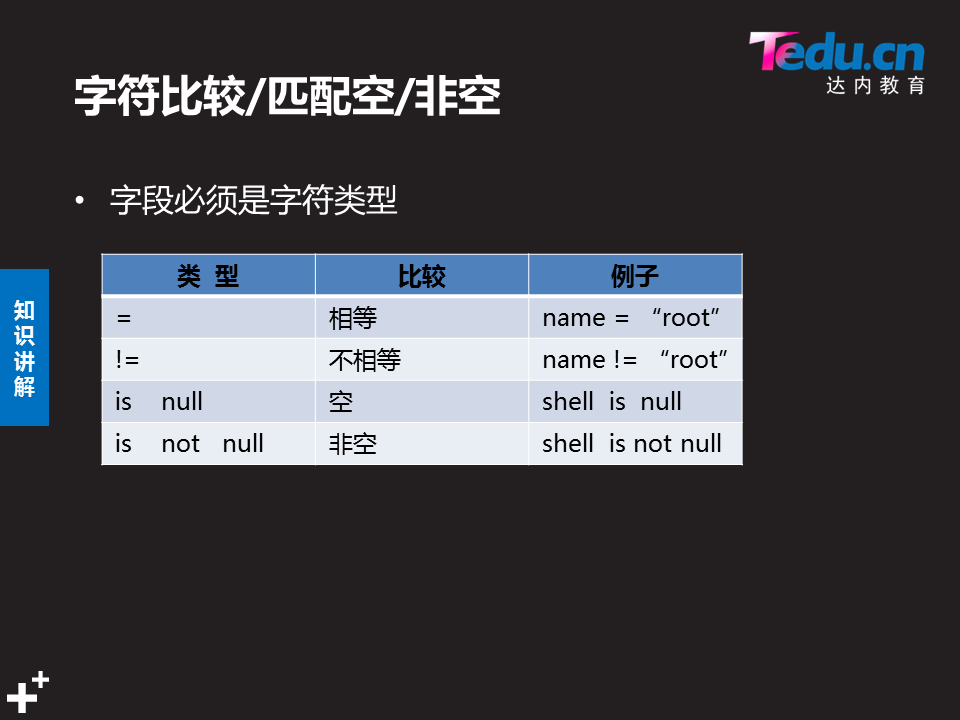 Tedu.cn
达内教育
字符比较/匹配空/非空
• 字段必须是字符类型
类 型 比较 例子
= 相等 name = “root”
!= 不相等 name != “root”
is null 空 shell is null
is not null 非空 shell is not null
知识讲解